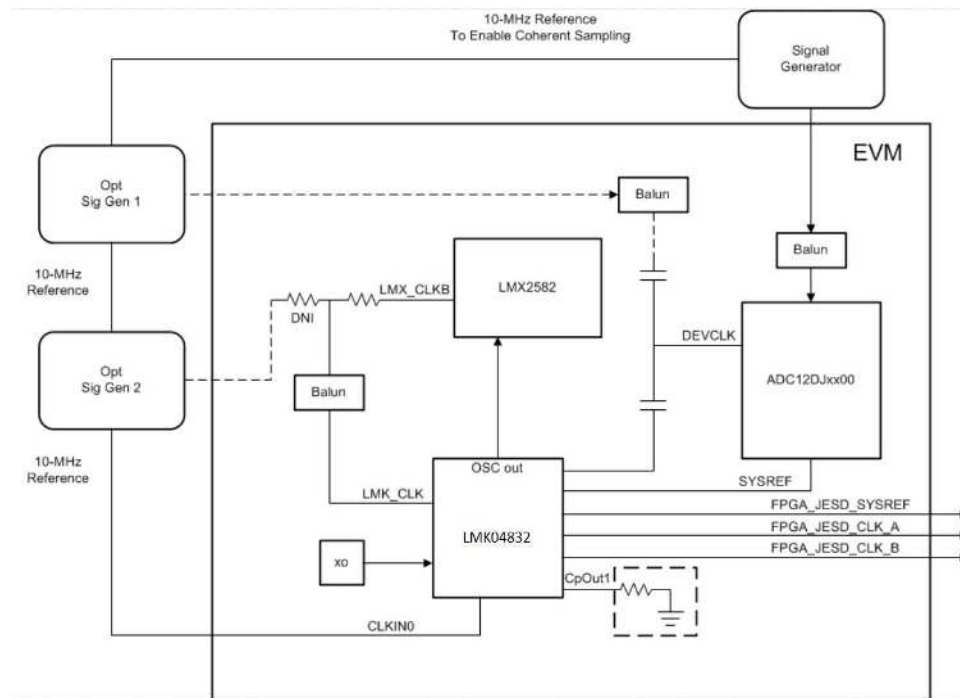 10-MHz Reference
To Enable Coherent Sampling
Signal
Generator
EVM
Opt
Sig Gen 1
Balun
Balun
10-MHz
Reference
LMX_CLKB
LMX2582
DNI
DEVCLK
Opt
Sig Gen 2
Balun
ADC12DJxx00
10-MHz
Reference
OSC out
SYSREF
LMK_CLK
FPGA_JESD_SYSREF
LMK04832
FPGA_JESD_CLK_A
FPGA_JESD_CLK_B
xo
CpOut1
CLKIN0